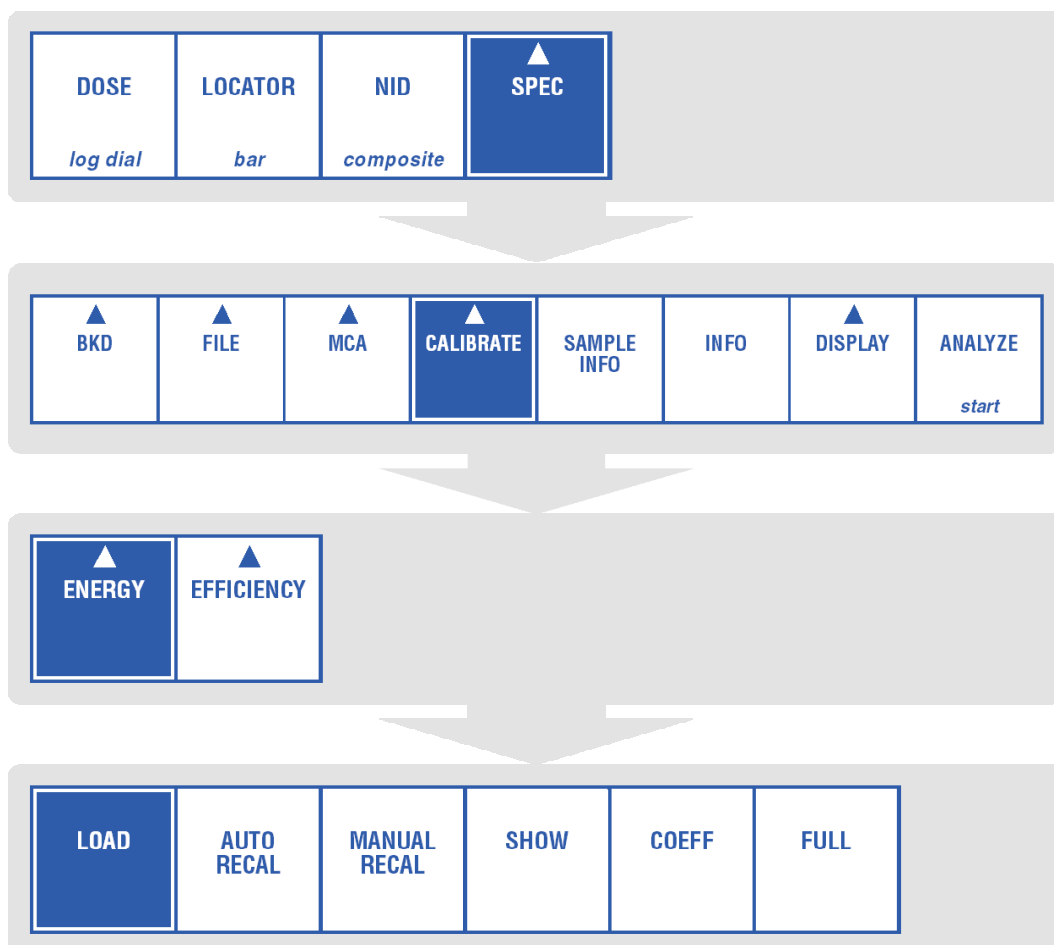 DOSE LOCATOR NID SPEC
log dial bar composite
BKD FILE MCA CALIBRATE SAMPLE INFO DISPLAY ANALYZE
INFO
start
ENERGY EFFICIENCY
LOAD AUTO MANUAL SHOW COEFF FULL
RECAL RECAL